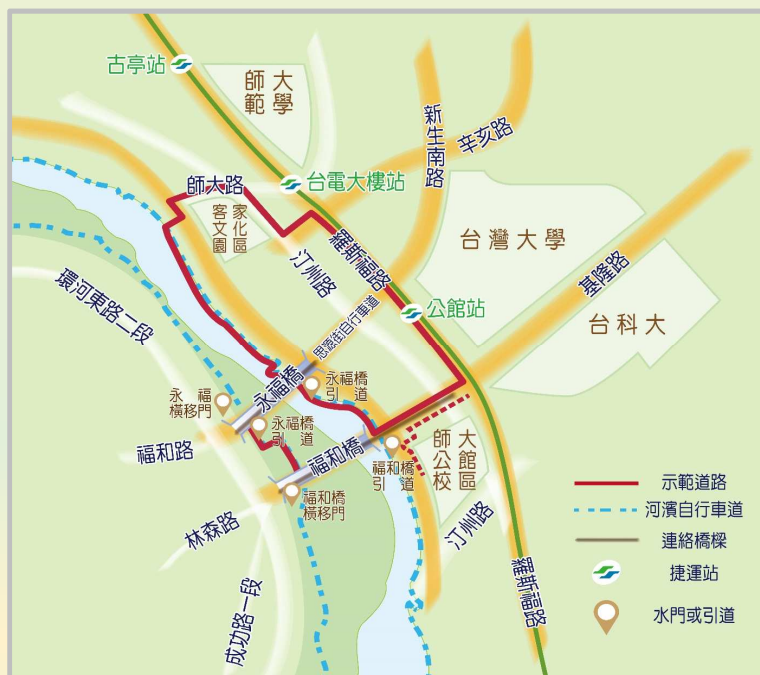 古亭站
師大
範學
新生南路
辛亥路
師大路
台電大樓站
客家
文化
園區
汀州路
羅斯福路
台灣大學
基隆路
環河東路二段
公館站
台科大
思源街自行車道
永福橋
永福橋
引道
永福
橫移門
永福橋
引道
福和路
福和橋
福和橋
引道
師大
公館
校區
福和橋
橫移門
林森路
汀州路
成功路一段
羅斯福路
示範道路
河濱自行車道
連絡橋樑
捷運站
水門或引道